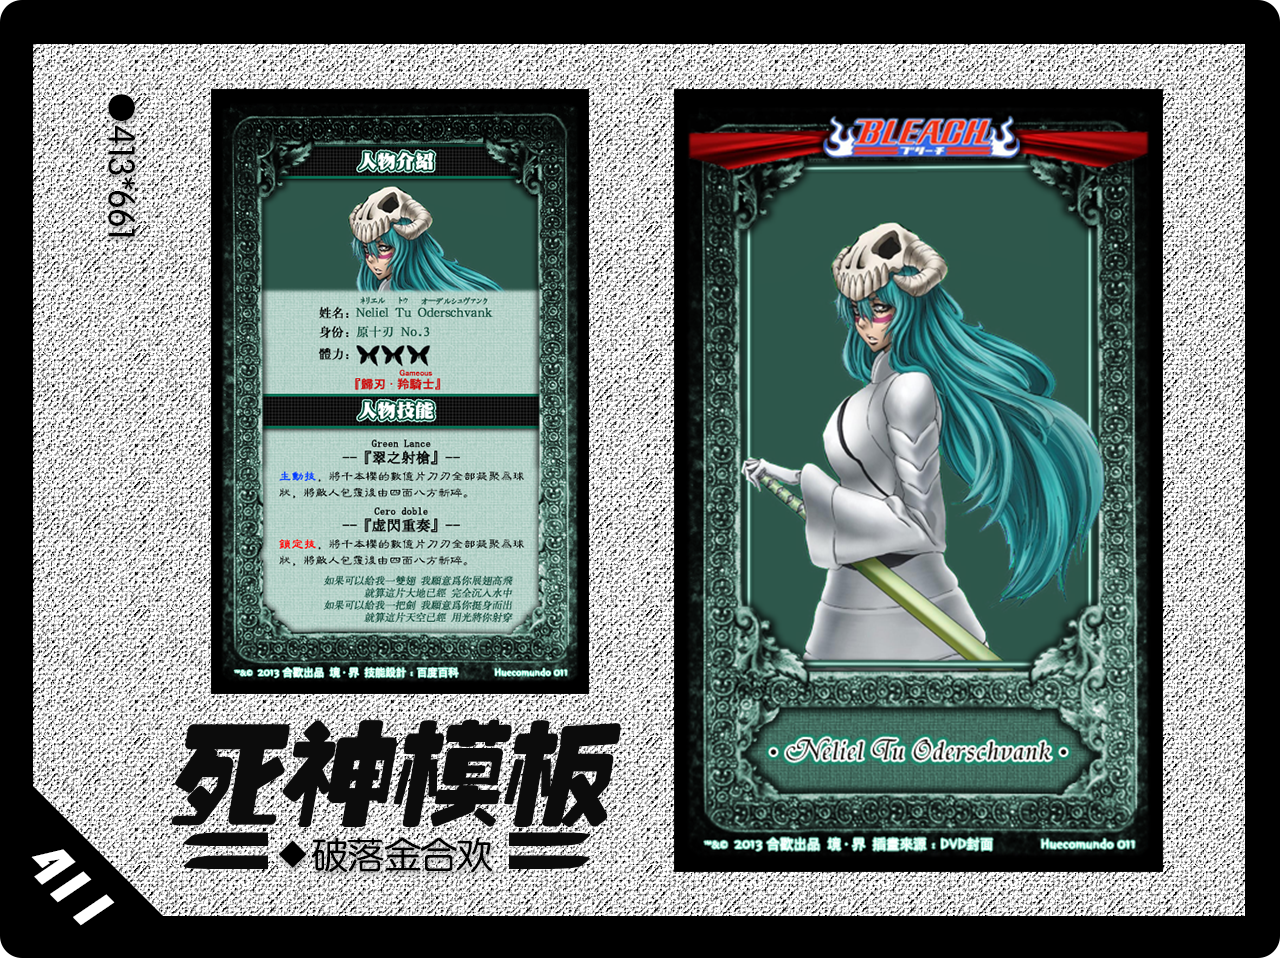 ●413*661
人物介紹
ネリエル トゥ オーデルシュヴァンク
姓名：Neliel Tu Oderschvank
身份：原十刃 No.3
體力：
Gameous
『歸刃·羚騎士』
人物技能
Green Lance
--『翠之射槍』--
主動技，將千本櫻的數億片刀刃全部凝聚爲球
狀，將敵人包覆後由四面八方斬碎。
Cero doble
--『虛閃重奏』--
鎖定技，將千本櫻的數億片刀刃全部凝聚爲球
狀，將敵人包覆後由四面八方斬碎。
如果可以給我一雙翅 我願意爲你展翅高飛
就算這片大地已經 完全沉入水中
如果可以給我一把劍 我願意爲你挺身而出
就算這片天空已經 用光將你射穿
™&© 2013 合歡出品 境·界 技能設計：百度百科
Huecomundo 011
BLEACH
ブリーチ
• Neliel Tu Oderschvank •
™&© 2013 合歡出品 境·界 插畫來源：DVD封面
Huecomundo 011
死神模板
◆破落金合欢
411